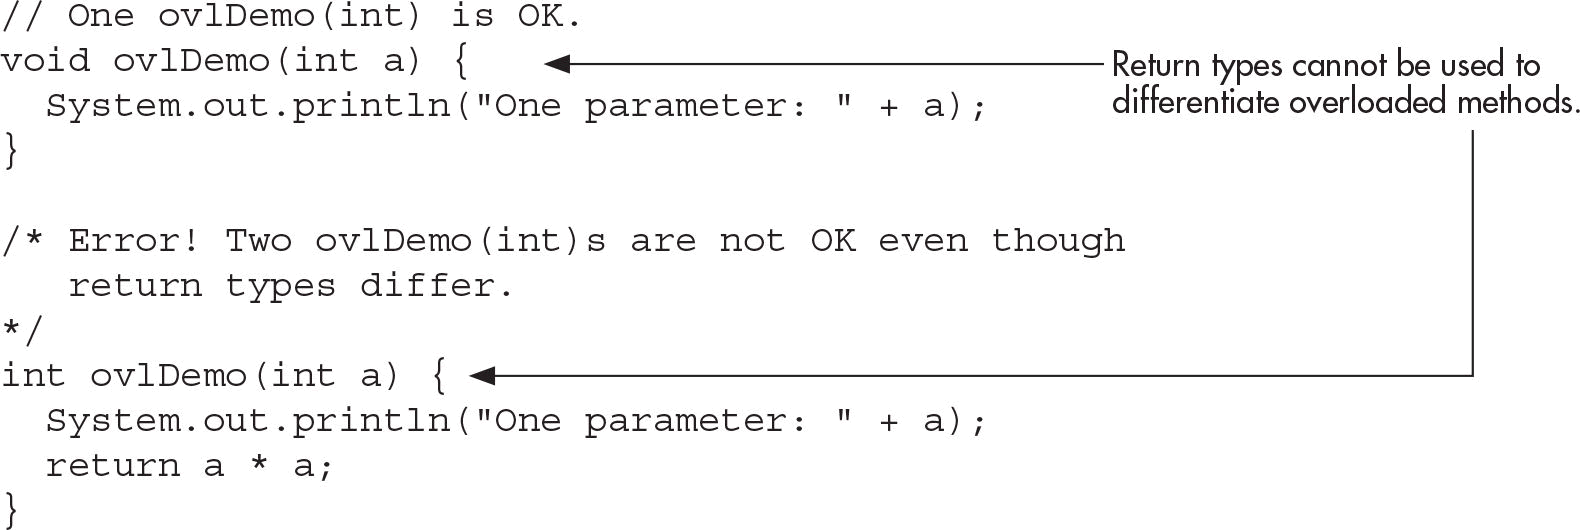 // One ovlDemo(int) is OK.
void ovlDemo(int a) {
  System.out.println("One parameter: " + a);
}
Return types cannot be used to
differentiate overloaded methods.
/* Error! Two ovlDemo(int)s are not OK even though
   return types differ.
*/
int ovlDemo(int a) {
  System.out.println("One parameter: " + a);
  return a * a;
}